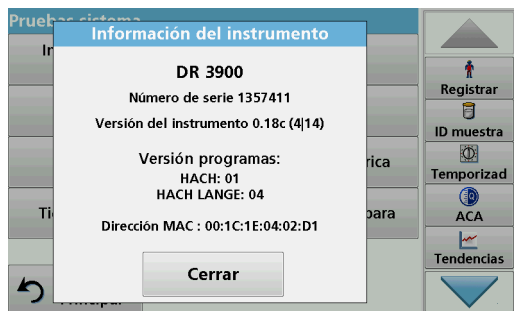 Pruebas sistema
Información del instrumento
DR 3900
Número de serie 1357411
Versión del instrumento 0.18c (4|14)
Versión programas:
HACH: 01
HACH LANGE: 04
Dirección MAC : 00:1C:1E:04:02:D1
Cerrar
Principal
Registrar
ID muestra
Temporizad
ACA
Tendencias